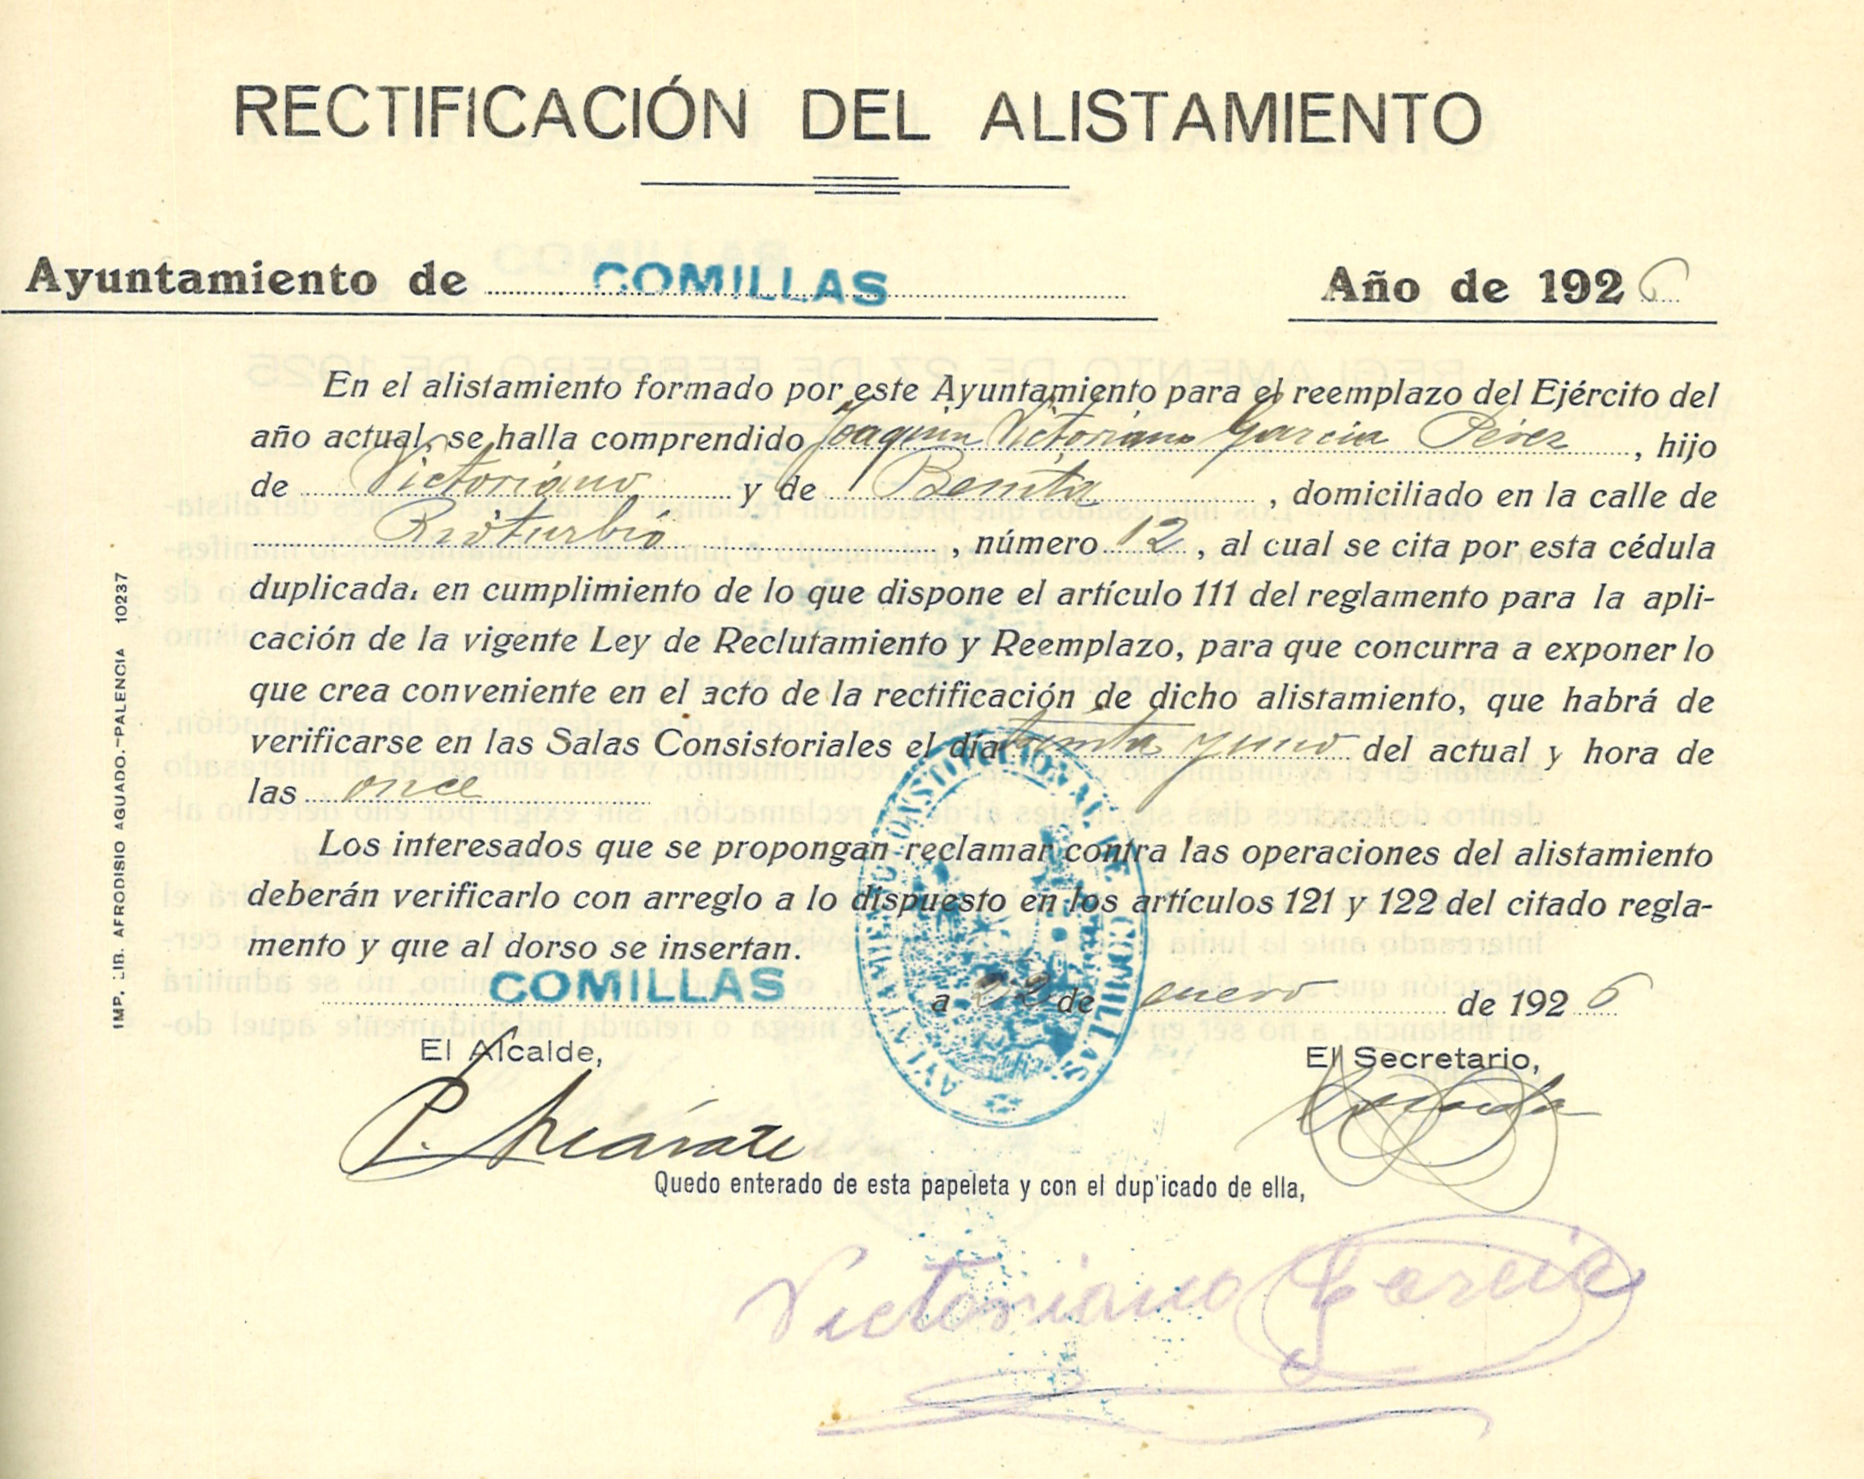 RECTIFICACIÓN DEL ALISTAMIENTO
Ayuntamiento de COMILLAS Año de 1926
En el alistamiento formado por este Ayuntamiento para el reemplazo del Ejército del
año actual, se halla comprendido Joaquin Victoriano Garcia Pérez, hijo
de Victoriano y de Benita, domiciliado en la calle de
Rioturbio, número 12, al cual se cita por esta cédula
duplicada, en cumplimiento de lo que dispone el artículo 111 del reglamento para la apli-
cación de la vigente Ley de Reclutamiento y Reemplazo, para que concurra a exponer lo
que crea conveniente en el acto de la rectificación de dicho alistamiento, que habrá de
verificarse en las Salas Consistoriales el día treinta y uno del actual y hora de
las once
Los interesados que se propongan reclamar contra las operaciones del alistamiento
deberán verificarlo con arreglo a lo dispuesto en los artículos 121 y 122 del citado regla-
mento y que al dorso se insertan.
COMILLAS a 22 de enero de 1926
AYUNTAMIENTO CONSTITUCIONAL DE COMILLAS
El Alcalde, El Secretario,
P.
Quedo enterado de esta papeleta y con el duplicado de ella,
Victoriano Garcia
IMP. LIB. AFRODISIO AGUADO.-PALENCIA 10237